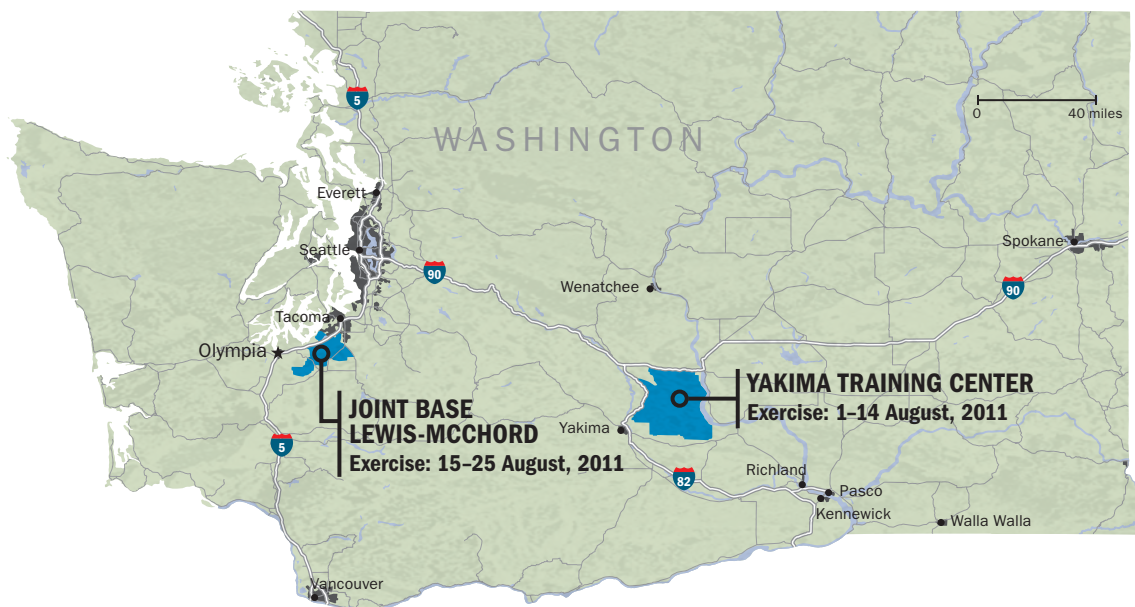 5
0
40 miles
WASHINGTON
Everett
Seattle
Spokane
90
Wenatchee
90
Tacoma
Olympia
JOINT BASE
LEWIS-MCCHORD
Exercise: 15–25 August, 2011
YAKIMA TRAINING CENTER
Exercise: 1–14 August, 2011
Yakima
5
82
Richland
Pasco
Kennewick
Walla Walla
Vancouver